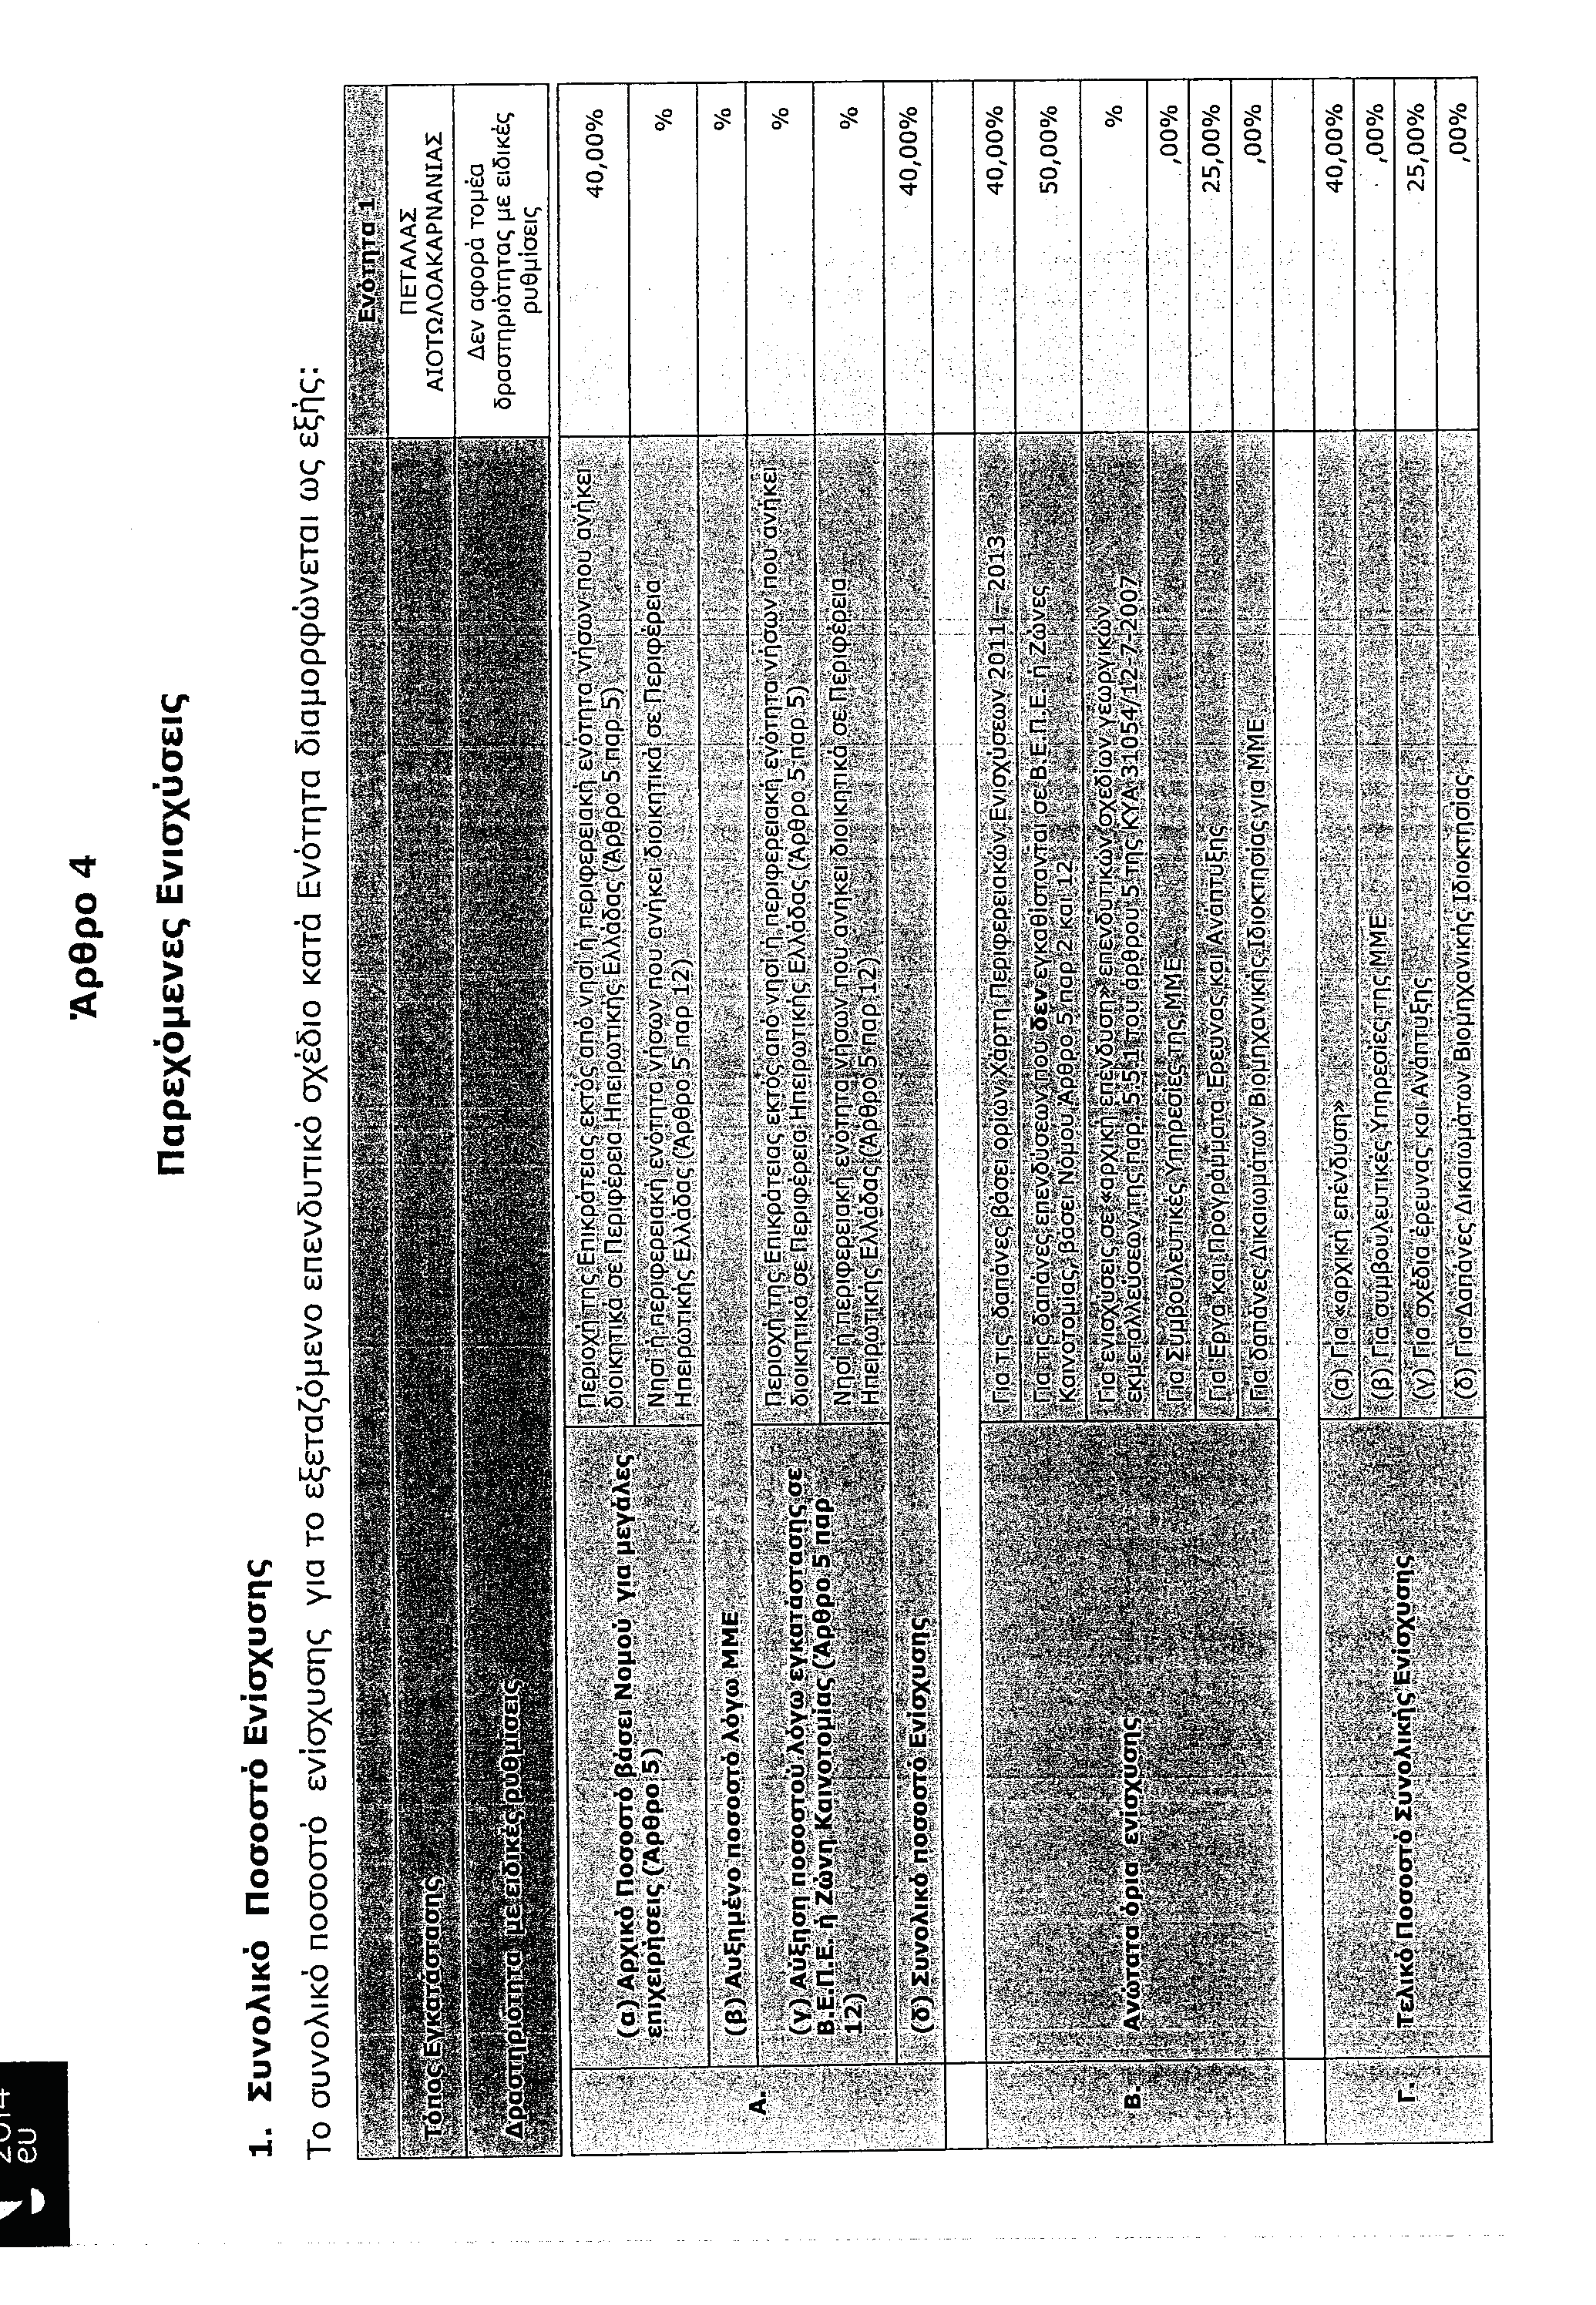 2014
eu
Άρθρο 4
Παρεχόμενες Ενισχύσεις
1. Συνολικό Ποσοστό Ενίσχυσης
Το συνολικό ποσοστό ενίσχυσης για το εξεταζόμενο επενδυτικό σχέδιο κατά Ενότητα διαμορφώνεται ως εξής:
Ενότητα 1
Τόπος Εγκατάστασης
ΠΕΤΑΛΑΣ
ΑΙΟΤΩΛΟΑΚΑΡΝΑΝΙΑΣ
Δραστηριότητα με ειδικές ρυθμίσεις
Δεν αφορά τομέα
δραστηριότητας με ειδικές
ρυθμίσεις
Α.
(α) Αρχικό Ποσοστό βάσει Νομού για μεγάλες
επιχειρήσεις (Άρθρο 5)
Περιοχή της Επικράτειας εκτός από νησί ή περιφερειακή ενότητα νήσων που ανήκει
διοικητικά σε Περιφέρεια Ηπειρωτικής Ελλάδας (Άρθρο 5 παρ 5)
40,00%
Νησί ή περιφερειακή ενότητα νήσων που ανήκει διοικητικά σε Περιφέρεια
Ηπειρωτικής Ελλάδας (Άρθρο 5 παρ 12)
%
(β) Αυξημένο ποσοστό λόγω ΜΜΕ
%
(γ) Αύξηση ποσοστού λόγω εγκατάστασης σε
Β.Ε.Π.Ε. ή Ζώνη Καινοτομίας (Άρθρο 5 παρ
12)
Περιοχή της Επικράτειας εκτός από νησί ή περιφερειακή ενότητα νήσων που ανήκει
διοικητικά σε Περιφέρεια Ηπειρωτικής Ελλάδας (Άρθρο 5 παρ 5)
%
Νησί ή περιφερειακή ενότητα νήσων που ανήκει διοικητικά σε Περιφέρεια
Ηπειρωτικής Ελλάδας (Άρθρο 5 παρ 12)
%
(δ) Συνολικό ποσοστό Ενίσχυσης
40,00%
Β.
Ανώτατα όρια ενίσχυσης
Για τις δαπάνες βάσει ορίων Χάρτη Περιφερειακών Ενισχύσεων 2011 – 2013
40,00%
Για τις δαπάνες επενδύσεων που δεν εγκαθίστανται σε Β.Ε.Π.Ε. ή Ζώνες
Καινοτομίας, βάσει Νόμου Άρθρο 5 παρ 2 και 12
50,00%
Για ενισχύσεις σε «αρχική επένδυση» επενδυτικών σχεδίων γεωργικών
εκμεταλλεύσεων της παρ. 5.5.1 του άρθρου 5 της ΚΥΑ 31054/12-7-2007
%
Για Συμβουλευτικές Υπηρεσίες της ΜΜΕ
,00%
Για Έργα και Προγράμματα Έρευνας και Ανάπτυξης
25,00%
Για δαπάνες Δικαιωμάτων Βιομηχανικής Ιδιοκτησίας για ΜΜΕ
,00%
Γ.
Τελικό Ποσοστό Συνολικής Ενίσχυσης
(α) Για «αρχική επένδυση»
40,00%
(β) Για συμβουλευτικές Υπηρεσίες της ΜΜΕ
,00%
(γ) Για σχέδια έρευνας και Ανάπτυξης
25,00%
(δ) Για Δαπάνες Δικαιωμάτων Βιομηχανικής Ιδιοκτησίας
,00%